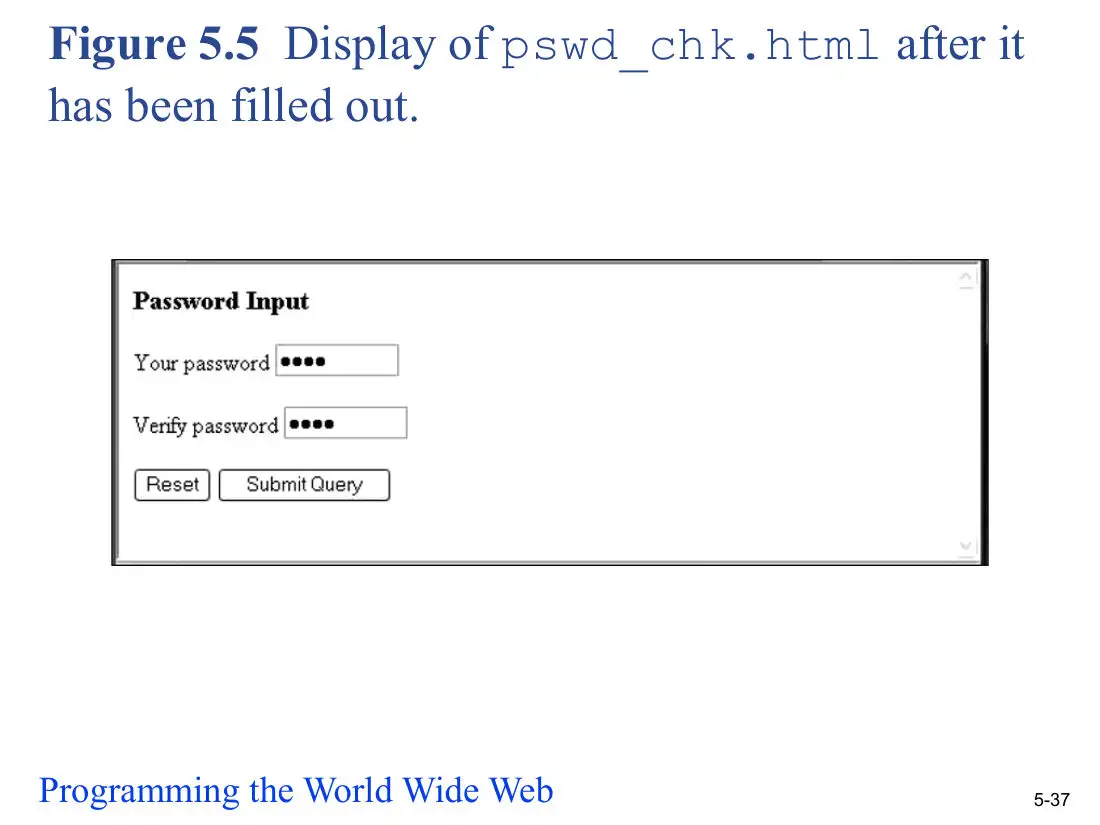 Figure 5.5 Display of pswd_chk.html after it
has been filled out.
Password Input
Your password ••••
Verify password ••••
Reset Submit Query
Programming the World Wide Web
5-37